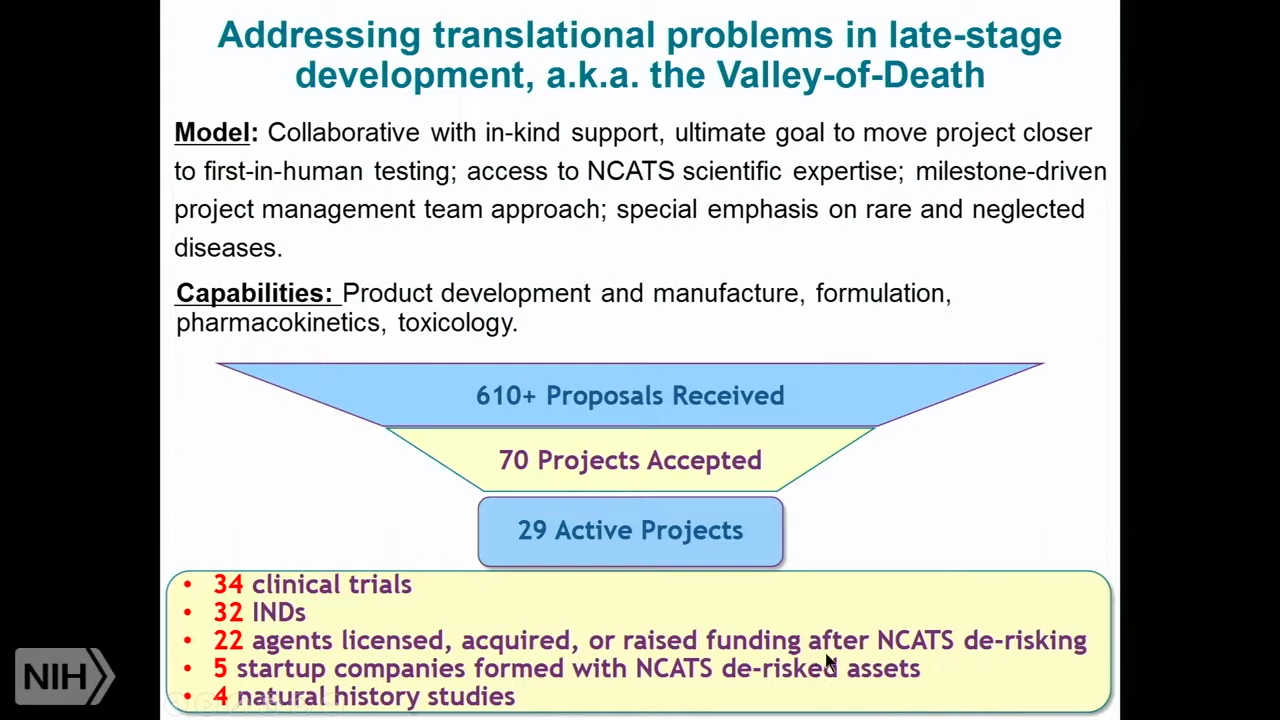 Addressing translational problems in late-stage
development, a.k.a. the Valley-of-Death
Model: Collaborative with in-kind support, ultimate goal to move project closer
to first-in-human testing; access to NCATS scientific expertise; milestone-driven
project management team approach; special emphasis on rare and neglected
diseases.
Capabilities: Product development and manufacture, formulation,
pharmacokinetics, toxicology.
610+ Proposals Received
70 Projects Accepted
29 Active Projects
• 34 clinical trials
• 32 INDs
• 22 agents licensed, acquired, or raised funding after NCATS de-risking
• 5 startup companies formed with NCATS de-risked assets
• 4 natural history studies
NIH